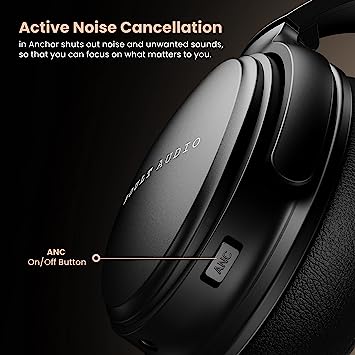 Active Noise Cancellation
in Anchor shuts out noise and unwanted sounds,
so that you can focus on what matters to you.
AUDIO
ANC
On/Off Button
ANC